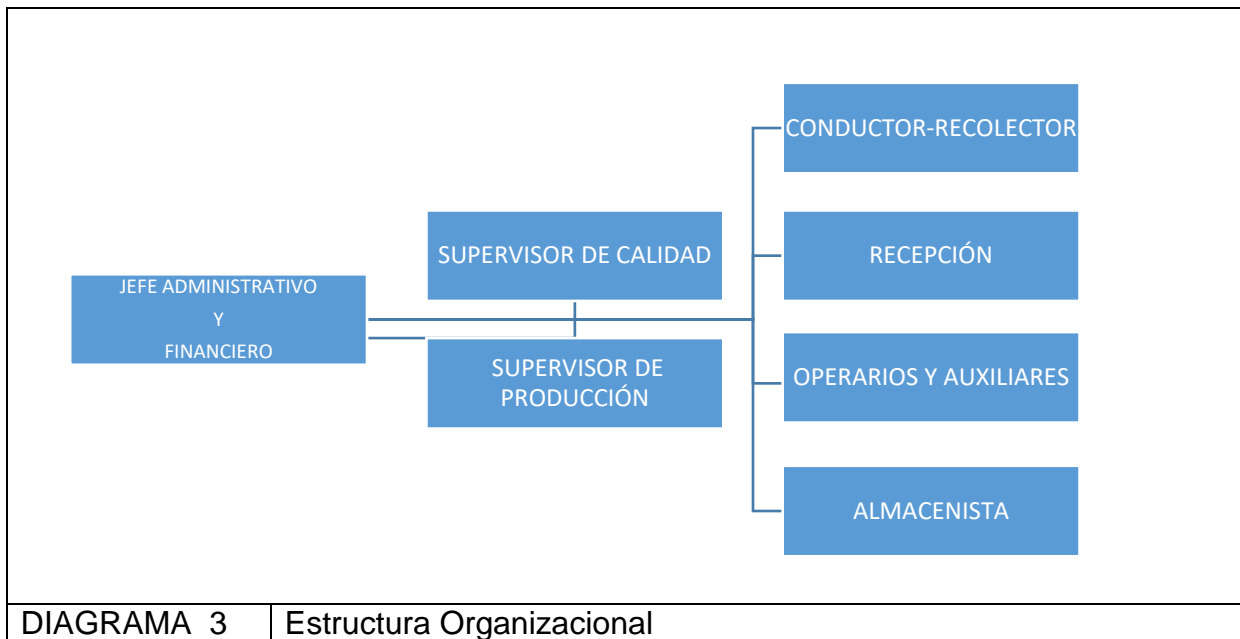 JEFE ADMINISTRATIVO
Y
FINANCIERO
SUPERVISOR DE CALIDAD
SUPERVISOR DE
PRODUCCIÓN
CONDUCTOR-RECOLECTOR
RECEPCIÓN
OPERARIOS Y AUXILIARES
ALMACENISTA
DIAGRAMA 3
Estructura Organizacional